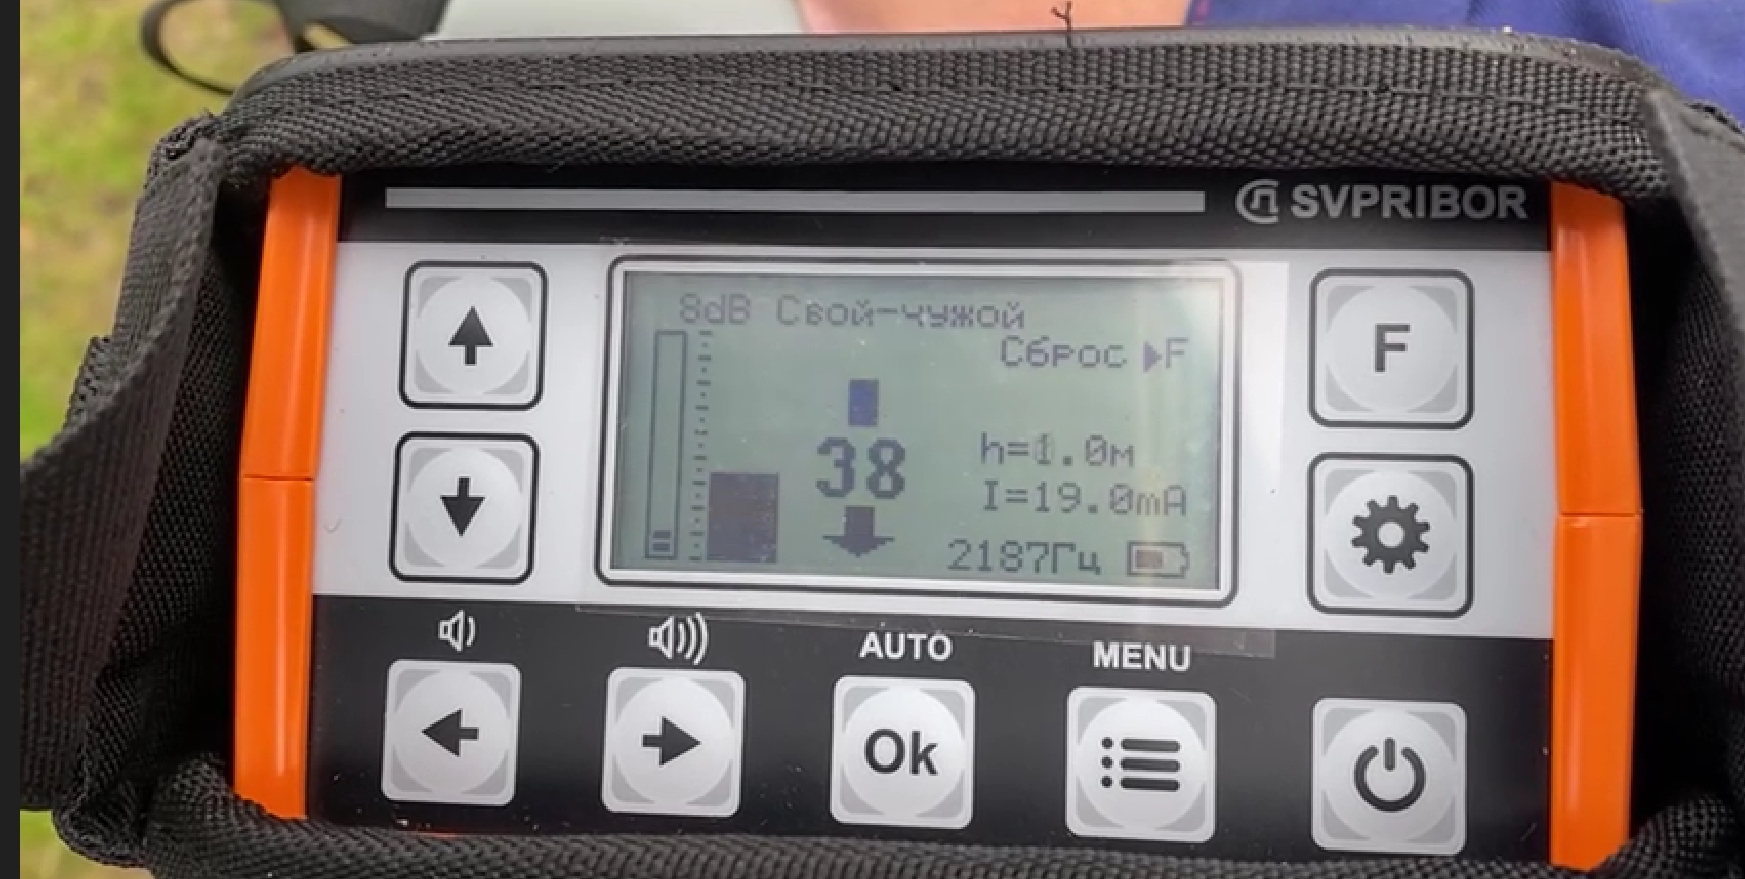 SVPRIBOR
8dB Свой-чужой
Сброс ▶F
38
h=1.0м
I=19.0mA
2187Гц
F
AUTO
MENU
Ok